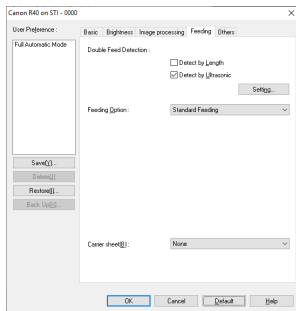 Canon R40 on STI - 0000
User Preference :
Full Automatic Mode
Save(V)...
Delete(J)
Restore(I)...
Basic Brightness Image processing Feeding Others
Double Feed Detection :
Detect by Length
Detect by Ultrasonic
Setting...
Feeding Option :
Standard Feeding
Carrier sheet(B) :
None
OK Cancel Default Help